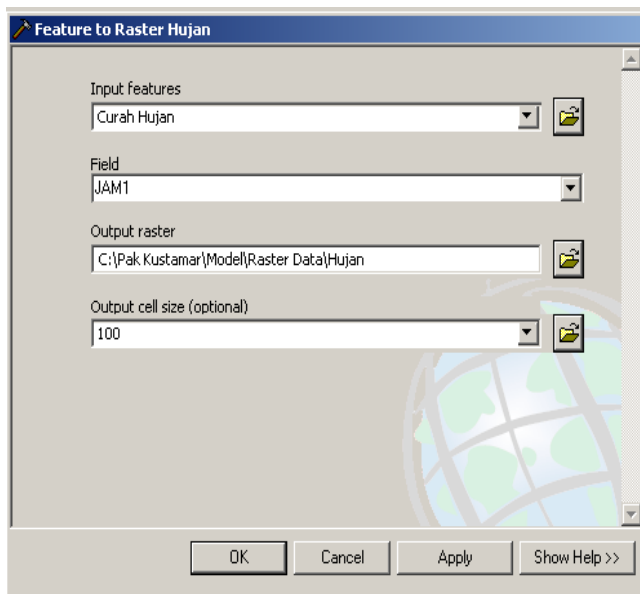 Feature to Raster Hujan
Input features
Curah Hujan
Field
JAM1
Output raster
C:\Pak Kustamar\Model\Raster Data\Hujan
Output cell size (optional)
100
OK Cancel Apply Show Help >>